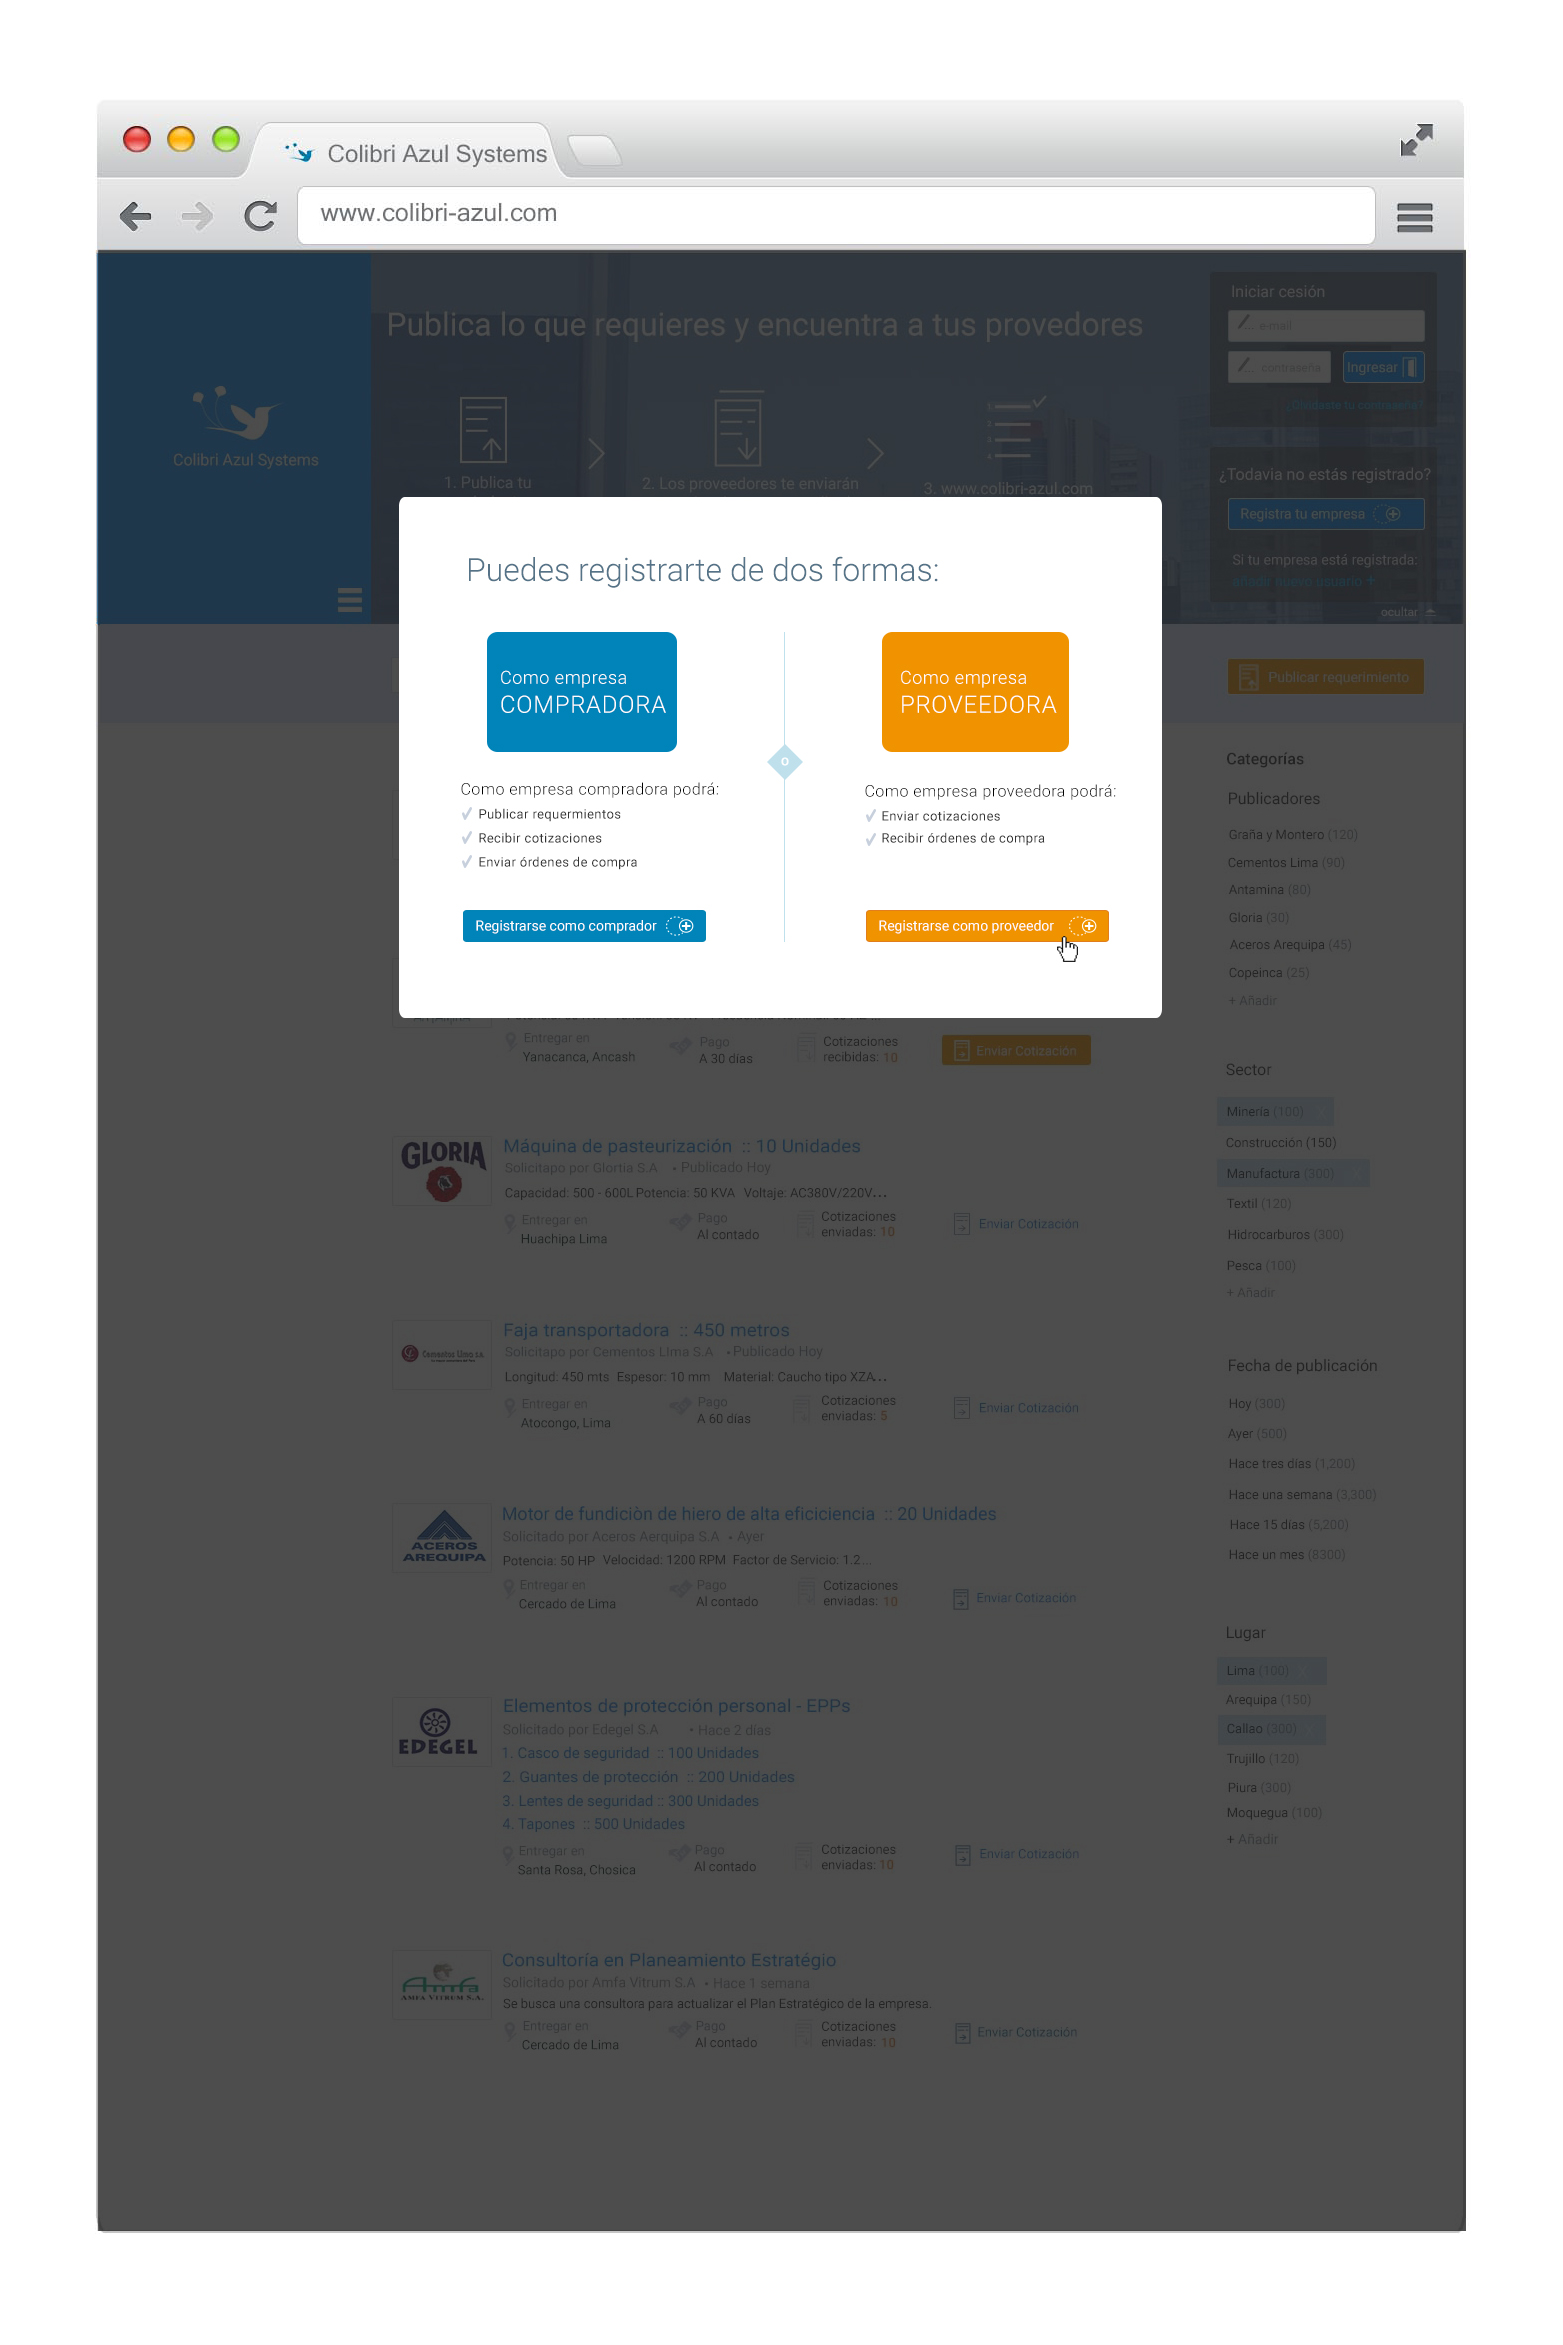 Colibri Azul Systems
www.colibri-azul.com
Publica lo que requieres y encuentra a tus provedores
Colibri Azul Systems
1. Publica tu
2. Los proveedores te enviarán
3. www.colibri-azul.com
Iniciar cesión
e-mail
contraseña
Ingresar
¿Olvidaste tu contraseña?
¿Todavia no estás registrado?
Registra tu empresa
Si tu empresa está registrada:
añadir nuevo usuario +
ocultar
Publicar requerimiento
Puedes registrarte de dos formas:
Como empresa
COMPRADORA
Como empresa compradora podrá:
Publicar requermientos
Recibir cotizaciones
Enviar órdenes de compra
Registrarse como comprador
o
Como empresa
PROVEEDORA
Como empresa proveedora podrá:
Enviar cotizaciones
Recibir órdenes de compra
Registrarse como proveedor
Entregar en
Yanacanca, Ancash
Pago
A 30 días
Cotizaciones
recibidas: 10
Enviar Cotización
GLORIA
Máquina de pasteurización :: 10 Unidades
Solicitapo por Glortia S.A • Publicado Hoy
Capacidad: 500 - 600L Potencia: 50 KVA Voltaje: AC380V/220V...
Entregar en
Huachipa Lima
Pago
Al contado
Cotizaciones
enviadas: 10
Enviar Cotización
Cementos Lima S.A.
Faja transportadora :: 450 metros
Solicitapo por Cementos LIma S.A • Publicado Hoy
Longitud: 450 mts Espesor: 10 mm Material: Caucho tipo XZA...
Entregar en
Atocongo, Lima
Pago
A 60 días
Cotizaciones
enviadas: 5
Enviar Cotización
ACEROS
AREQUIPA
Motor de fundiciòn de hiero de alta eficiciencia :: 20 Unidades
Solicitado por Aceros Aerquipa S.A • Ayer
Potencia: 50 HP Velocidad: 1200 RPM Factor de Servicio: 1.2...
Entregar en
Cercado de Lima
Pago
Al contado
Cotizaciones
enviadas: 10
Enviar Cotización
EDEGEL
Elementos de protección personal - EPPs
Solicitado por Edegel S.A • Hace 2 días
1. Casco de seguridad :: 100 Unidades
2. Guantes de protección :: 200 Unidades
3. Lentes de seguridad :: 300 Unidades
4. Tapones :: 500 Unidades
Entregar en
Santa Rosa, Chosica
Pago
Al contado
Cotizaciones
enviadas: 10
Enviar Cotización
Amfa
AMFA VITRUM S.A.
Consultoría en Planeamiento Estratégio
Solicitado por Amfa Vitrum S.A • Hace 1 semana
Se busca una consultora para actualizar el Plan Estratégico de la empresa.
Entregar en
Cercado de Lima
Pago
Al contado
Cotizaciones
enviadas: 10
Enviar Cotización
Categorías
Publicadores
Graña y Montero (120)
Cementos Lima (90)
Antamina (80)
Gloria (30)
Aceros Arequipa (45)
Copeinca (25)
+ Añadir
Sector
Minería (100)
Construcción (150)
Manufactura (300)
Textil (120)
Hidrocarburos (300)
Pesca (100)
+ Añadir
Fecha de publicación
Hoy (300)
Ayer (500)
Hace tres días (1,200)
Hace una semana (3,300)
Hace 15 días (5,200)
Hace un mes (8300)
Lugar
Lima (100)
Arequipa (150)
Callao (300)
Trujillo (120)
Piura (300)
Moquegua (100)
+ Añadir